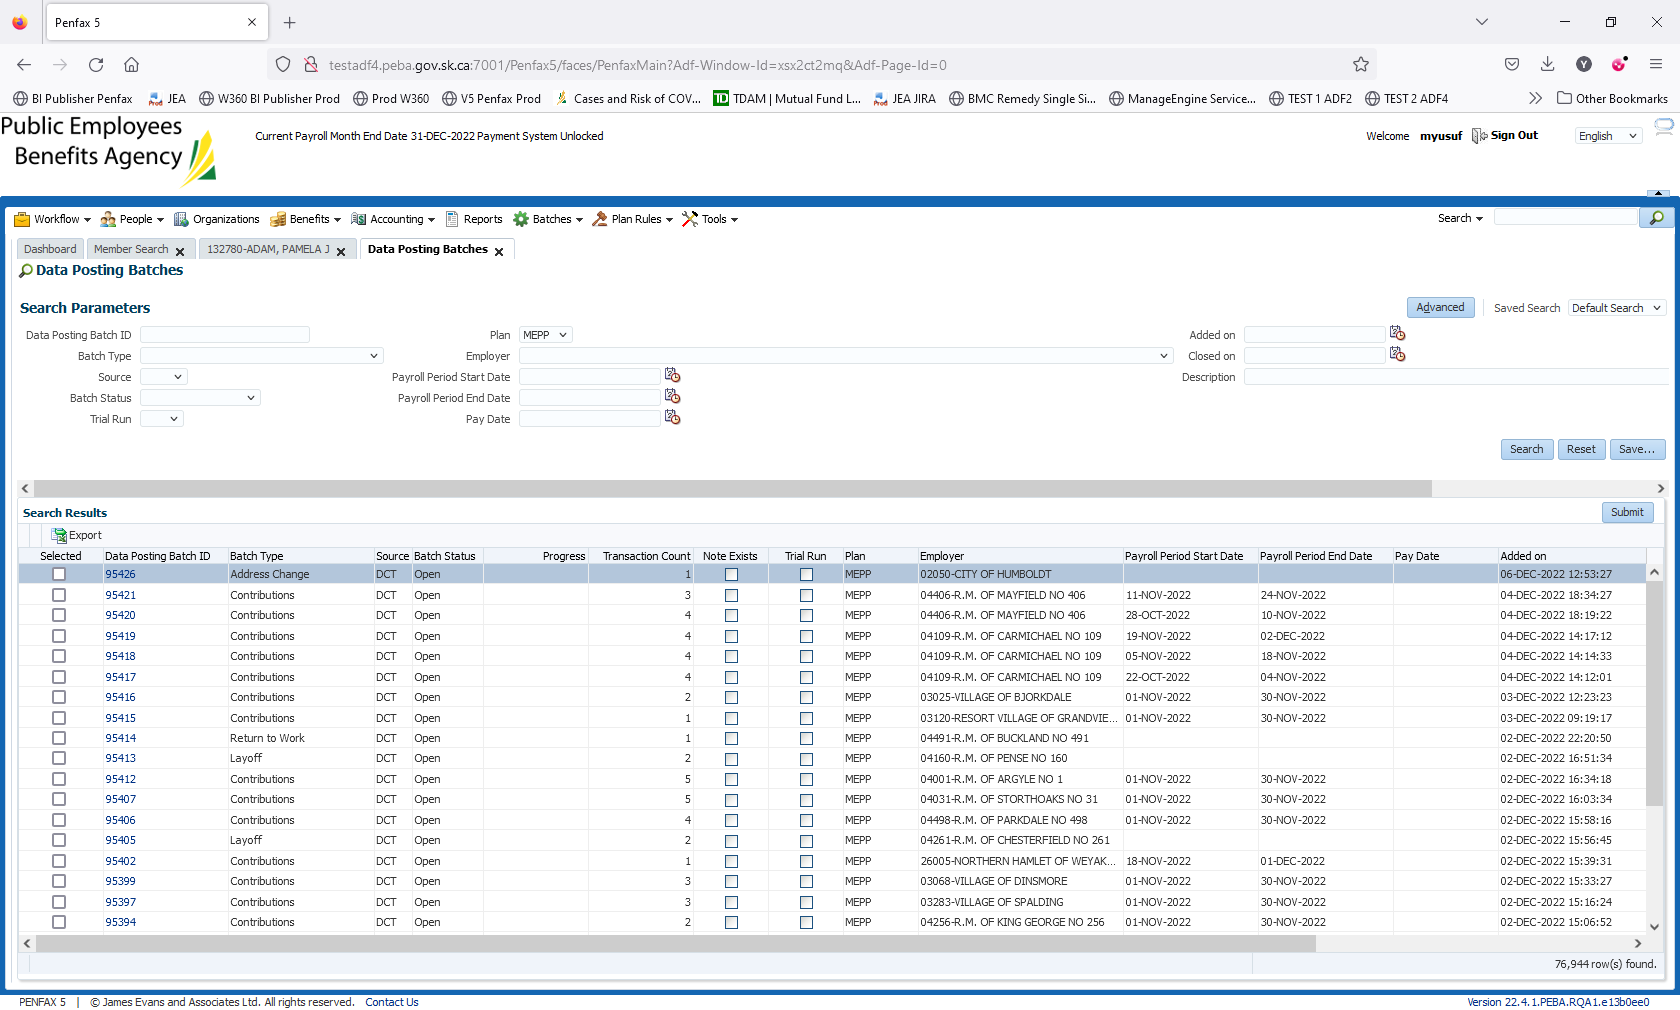 Penfax 5
testadf4.peba.gov.sk.ca:7001/Penfax5/faces/PenfaxMain?Adf-Window-Id=xsx2ct2mq&Adf-Page-Id=0
BI Publisher Penfax JEA W360 BI Publisher Prod Prod W360 V5 Penfax Prod Cases and Risk of COV... TD TDAM | Mutual Fund L... JEA JIRA BMC Remedy Single Si... ManageEngine Service... TEST 1 ADF2 TEST 2 ADF4 Other Bookmarks
Public Employees
Benefits Agency
Current Payroll Month End Date 31-DEC-2022 Payment System Unlocked
Welcome myusuf Sign Out English
Workflow People Organizations Benefits Accounting Reports Batches Plan Rules Tools Search
Dashboard Member Search 132780-ADAM, PAMELA J Data Posting Batches
Data Posting Batches
Search Parameters Advanced Saved Search Default Search
Data Posting Batch ID Plan MEPP Added on
Batch Type Employer Closed on
Source Payroll Period Start Date Description
Batch Status Payroll Period End Date
Trial Run Pay Date
Search Reset Save...
Search Results Submit
Export
Selected Data Posting Batch ID Batch Type Source Batch Status Progress Transaction Count Note Exists Trial Run Plan Employer Payroll Period Start Date Payroll Period End Date Pay Date Added on
95426 Address Change DCT Open 1 MEPP 02050-CITY OF HUMBOLDT 06-DEC-2022 12:53:27
95421 Contributions DCT Open 3 MEPP 04406-R.M. OF MAYFIELD NO 406 11-NOV-2022 24-NOV-2022 04-DEC-2022 18:34:27
95420 Contributions DCT Open 4 MEPP 04406-R.M. OF MAYFIELD NO 406 28-OCT-2022 10-NOV-2022 04-DEC-2022 18:19:22
95419 Contributions DCT Open 4 MEPP 04109-R.M. OF CARMICHAEL NO 109 19-NOV-2022 02-DEC-2022 04-DEC-2022 14:17:12
95418 Contributions DCT Open 4 MEPP 04109-R.M. OF CARMICHAEL NO 109 05-NOV-2022 18-NOV-2022 04-DEC-2022 14:14:33
95417 Contributions DCT Open 4 MEPP 04109-R.M. OF CARMICHAEL NO 109 22-OCT-2022 04-NOV-2022 04-DEC-2022 14:12:01
95416 Contributions DCT Open 2 MEPP 03025-VILLAGE OF BJORKDALE 01-NOV-2022 30-NOV-2022 03-DEC-2022 12:23:23
95415 Contributions DCT Open 1 MEPP 03120-RESORT VILLAGE OF GRANDVIE... 01-NOV-2022 30-NOV-2022 03-DEC-2022 09:19:17
95414 Return to Work DCT Open 1 MEPP 04491-R.M. OF BUCKLAND NO 491 02-DEC-2022 22:20:50
95413 Layoff DCT Open 2 MEPP 04160-R.M. OF PENSE NO 160 02-DEC-2022 16:51:34
95412 Contributions DCT Open 5 MEPP 04001-R.M. OF ARGYLE NO 1 01-NOV-2022 30-NOV-2022 02-DEC-2022 16:34:18
95407 Contributions DCT Open 5 MEPP 04031-R.M. OF STORTHOAKS NO 31 01-NOV-2022 30-NOV-2022 02-DEC-2022 16:03:34
95406 Contributions DCT Open 4 MEPP 04498-R.M. OF PARKDALE NO 498 01-NOV-2022 30-NOV-2022 02-DEC-2022 15:58:16
95405 Layoff DCT Open 2 MEPP 04261-R.M. OF CHESTERFIELD NO 261 02-DEC-2022 15:56:45
95402 Contributions DCT Open 1 MEPP 26005-NORTHERN HAMLET OF WEYAK... 18-NOV-2022 01-DEC-2022 02-DEC-2022 15:39:31
95399 Contributions DCT Open 3 MEPP 03068-VILLAGE OF DINSMORE 01-NOV-2022 30-NOV-2022 02-DEC-2022 15:33:27
95397 Contributions DCT Open 3 MEPP 03283-VILLAGE OF SPALDING 01-NOV-2022 30-NOV-2022 02-DEC-2022 15:16:24
95394 Contributions DCT Open 2 MEPP 04256-R.M. OF KING GEORGE NO 256 01-NOV-2022 30-NOV-2022 02-DEC-2022 15:06:52
76,944 row(s) found.
PENFAX 5 | © James Evans and Associates Ltd. All rights reserved. Contact Us Version 22.4.1.PEBA.RQA1.e13b0ee0